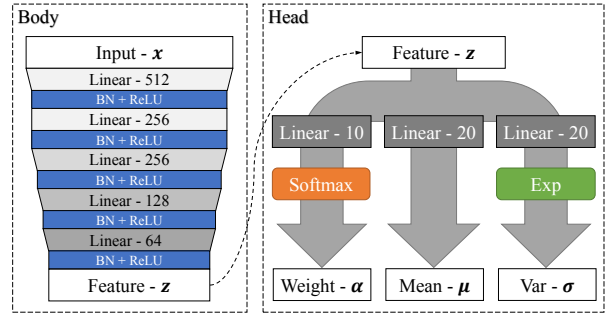 Body
Input - x
Linear - 512
BN + ReLU
Linear - 256
BN + ReLU
Linear - 256
BN + ReLU
Linear - 128
BN + ReLU
Linear - 64
BN + ReLU
Feature - z
Head
Feature - z
Linear - 10 Linear - 20 Linear - 20
Softmax Exp
Weight - α Mean - μ Var - σ